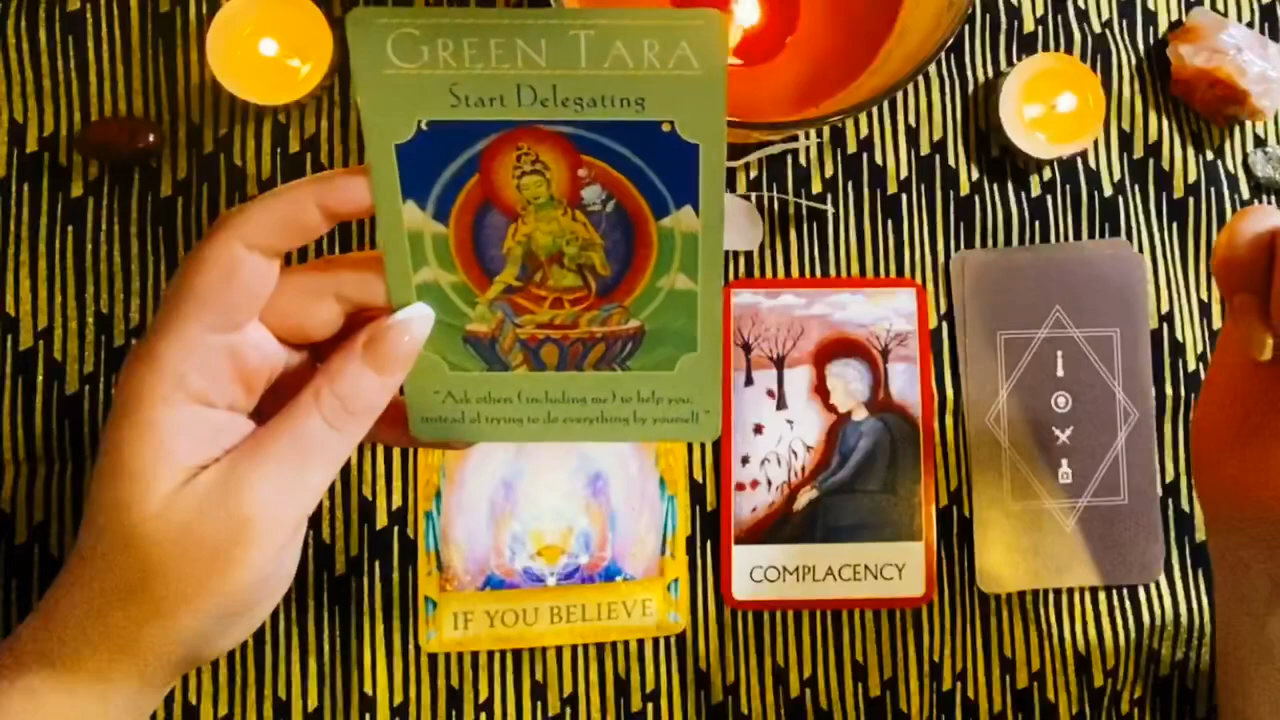 GREEN TARA
Start Delegating
"Ask others (including me) to help you,
instead of trying to do everything by yourself."
IF YOU BELIEVE
COMPLACENCY